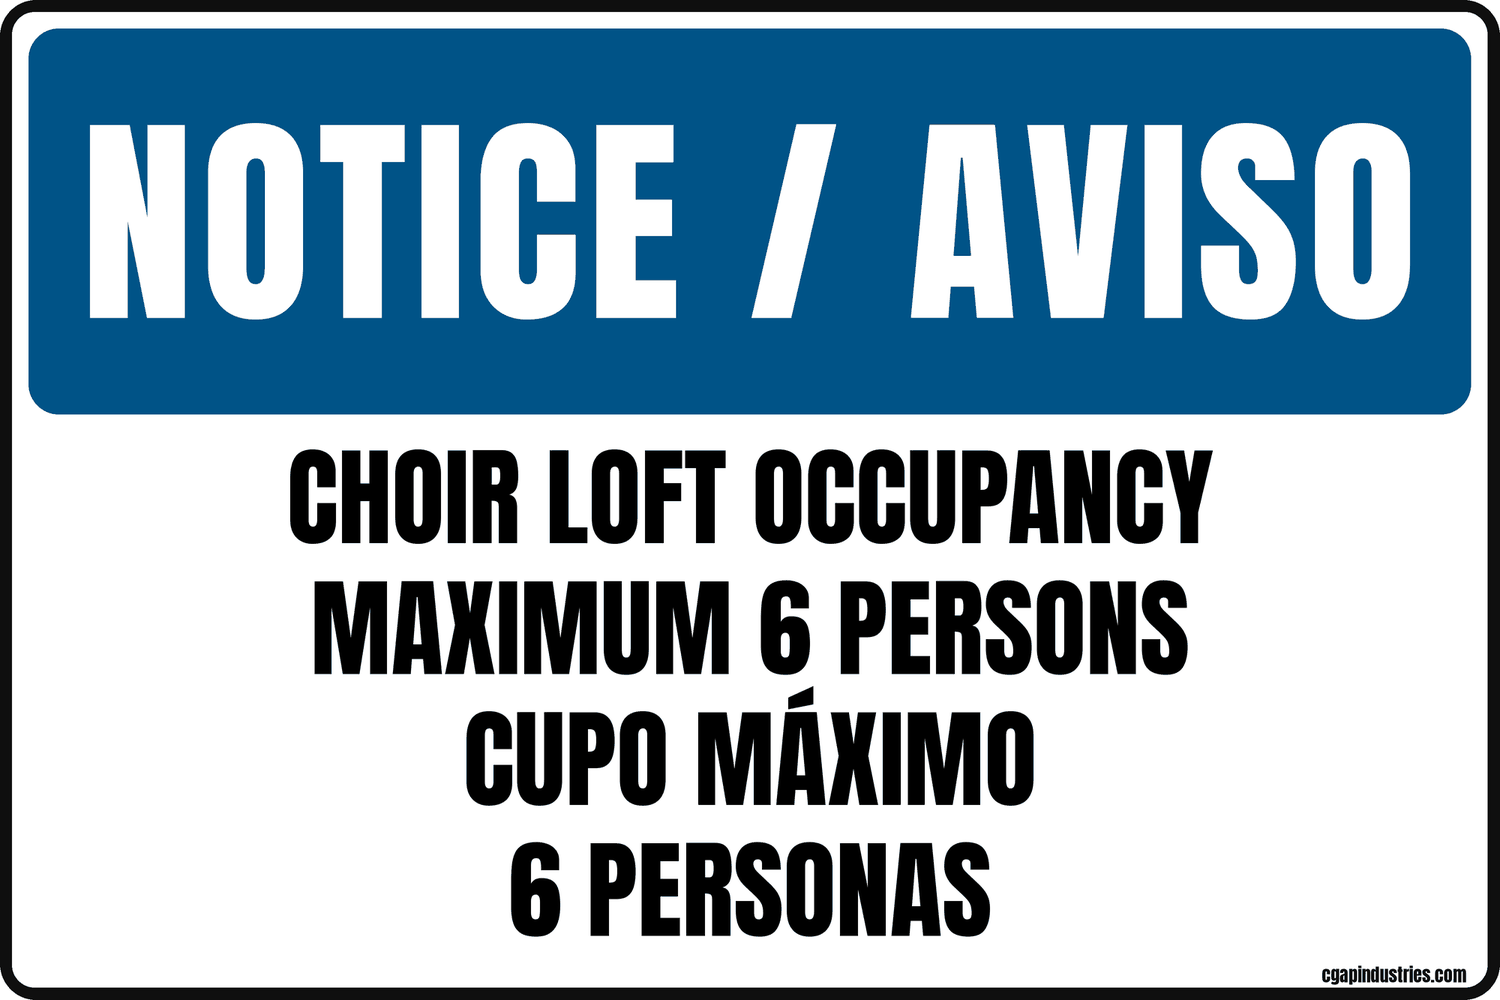 NOTICE / AVISO
CHOIR LOFT OCCUPANCY
MAXIMUM 6 PERSONS
CUPO MÁXIMO
6 PERSONAS
cgapindustries.com